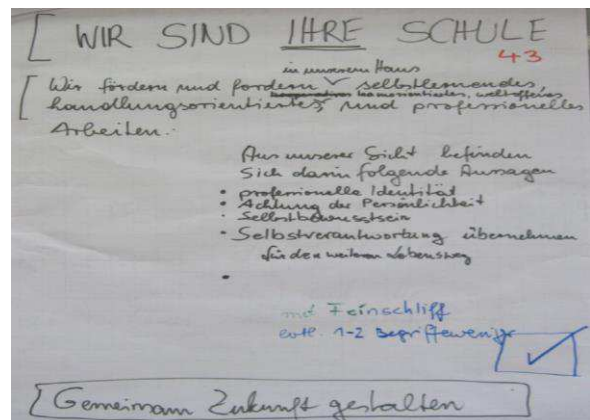 WIR SIND IHRE SCHULE
43
in unserem Haus
Wir fördern und fordern selbstlernendes
teamorientiertes, weltoffenes
handlungsorientiertes und professionelles
Arbeiten.
Aus unserer Sicht befinden
Sich darin folgende Aussagen
• professionelle Identität
• Achtung der Persönlichkeit
• Selbstbewusstsein
• Selbstverantwortung übernehmen
für den weiteren Lebensweg
•
mit Feinschliff
evtl. 1-2 Begriffe weniger
Gemeinsam Zukunft gestalten